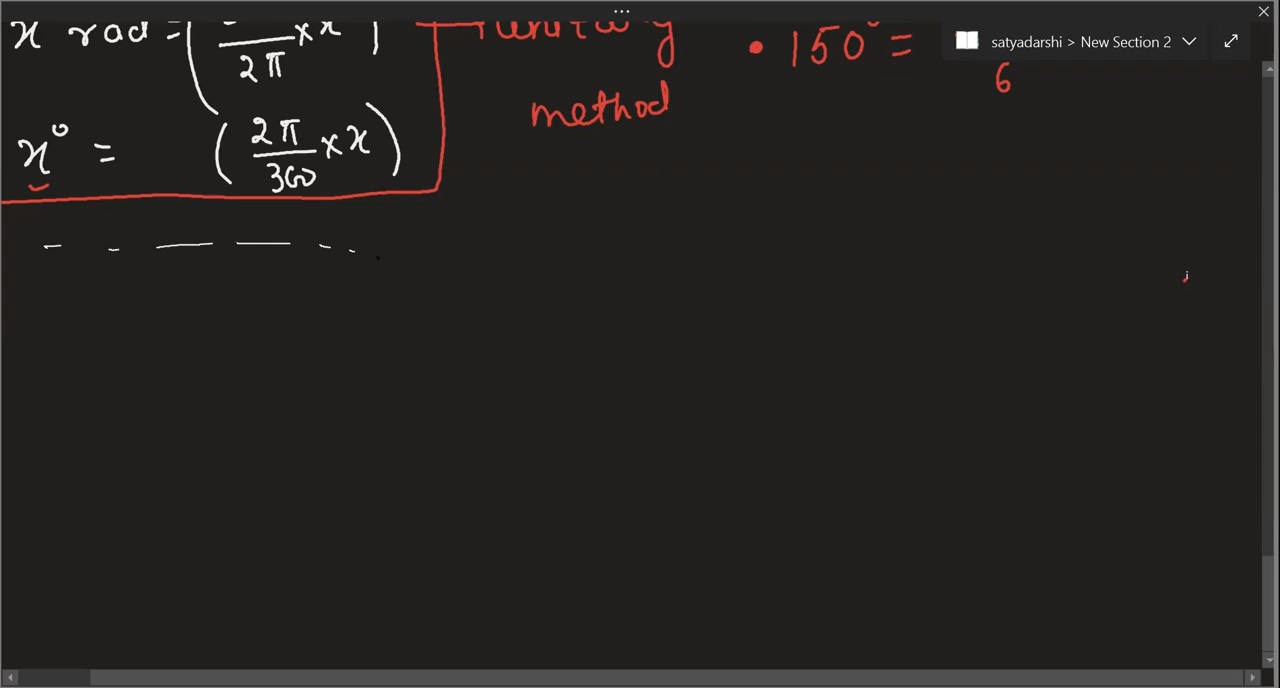 x rad = ( /2π × x )
x° = ( 2π/360 × x )
method
• 150° =
6
satyadarshi > New Section 2